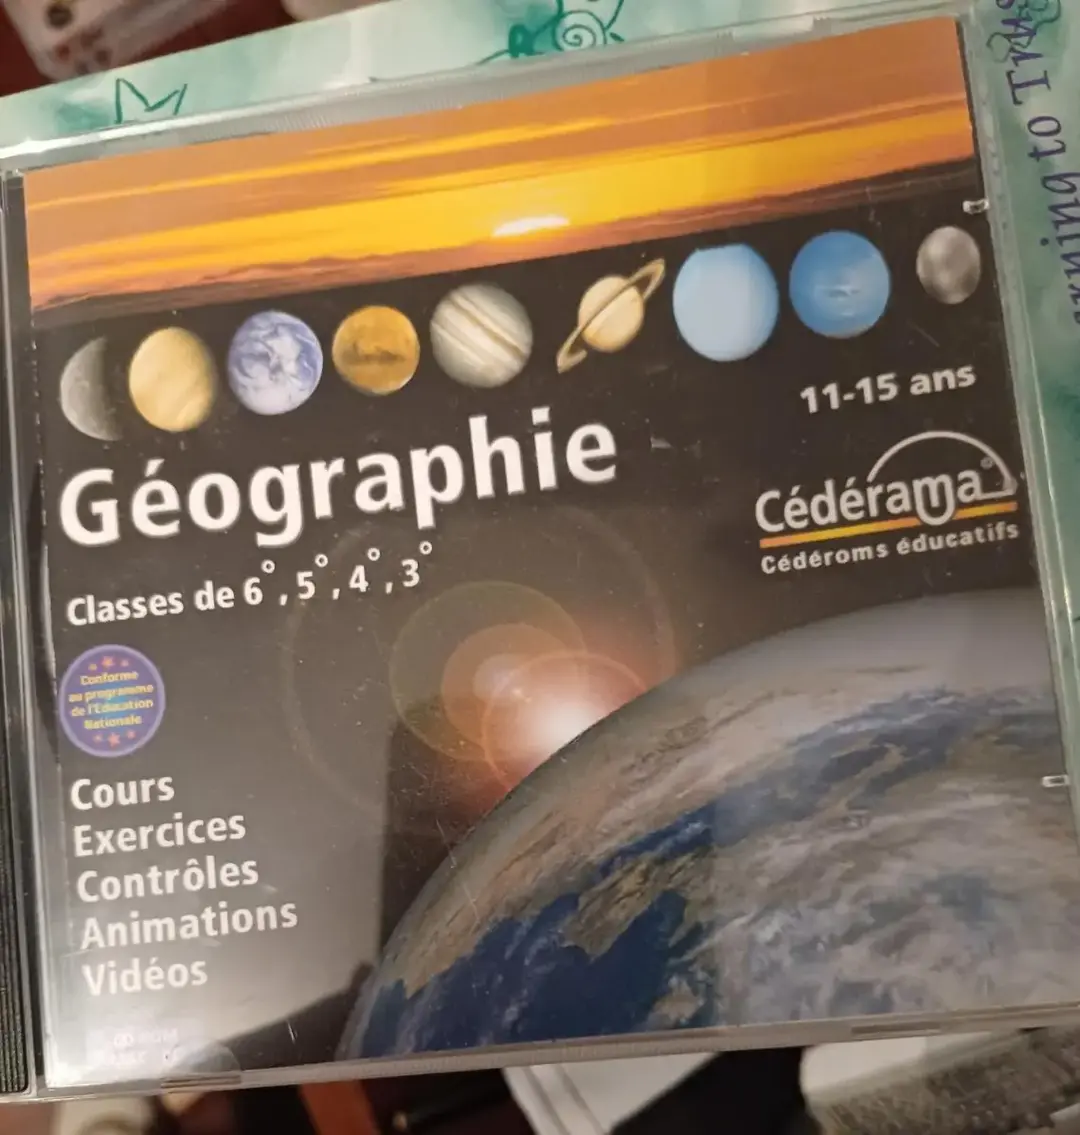 11-15 ans
Géographie
Cédérama
Cédéroms éducatifs
Classes de 6°, 5°, 4°, 3°
Conforme
au programme
de l'Education
Nationale
Cours
Exercices
Contrôles
Animations
Vidéos
to